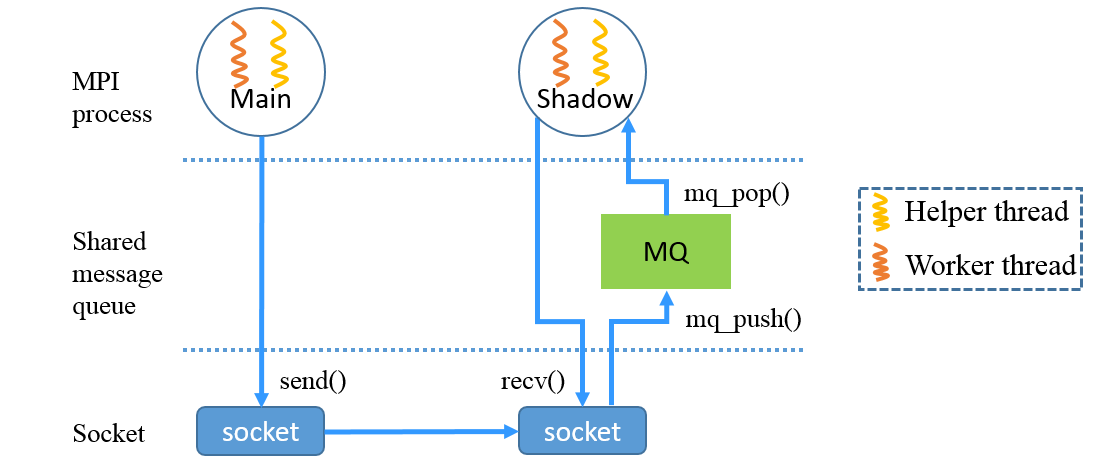 MPI
process
Main
Shadow
Shared
message
queue
mq_pop()
MQ
mq_push()
Helper thread
Worker thread
send()
recv()
Socket
socket
socket